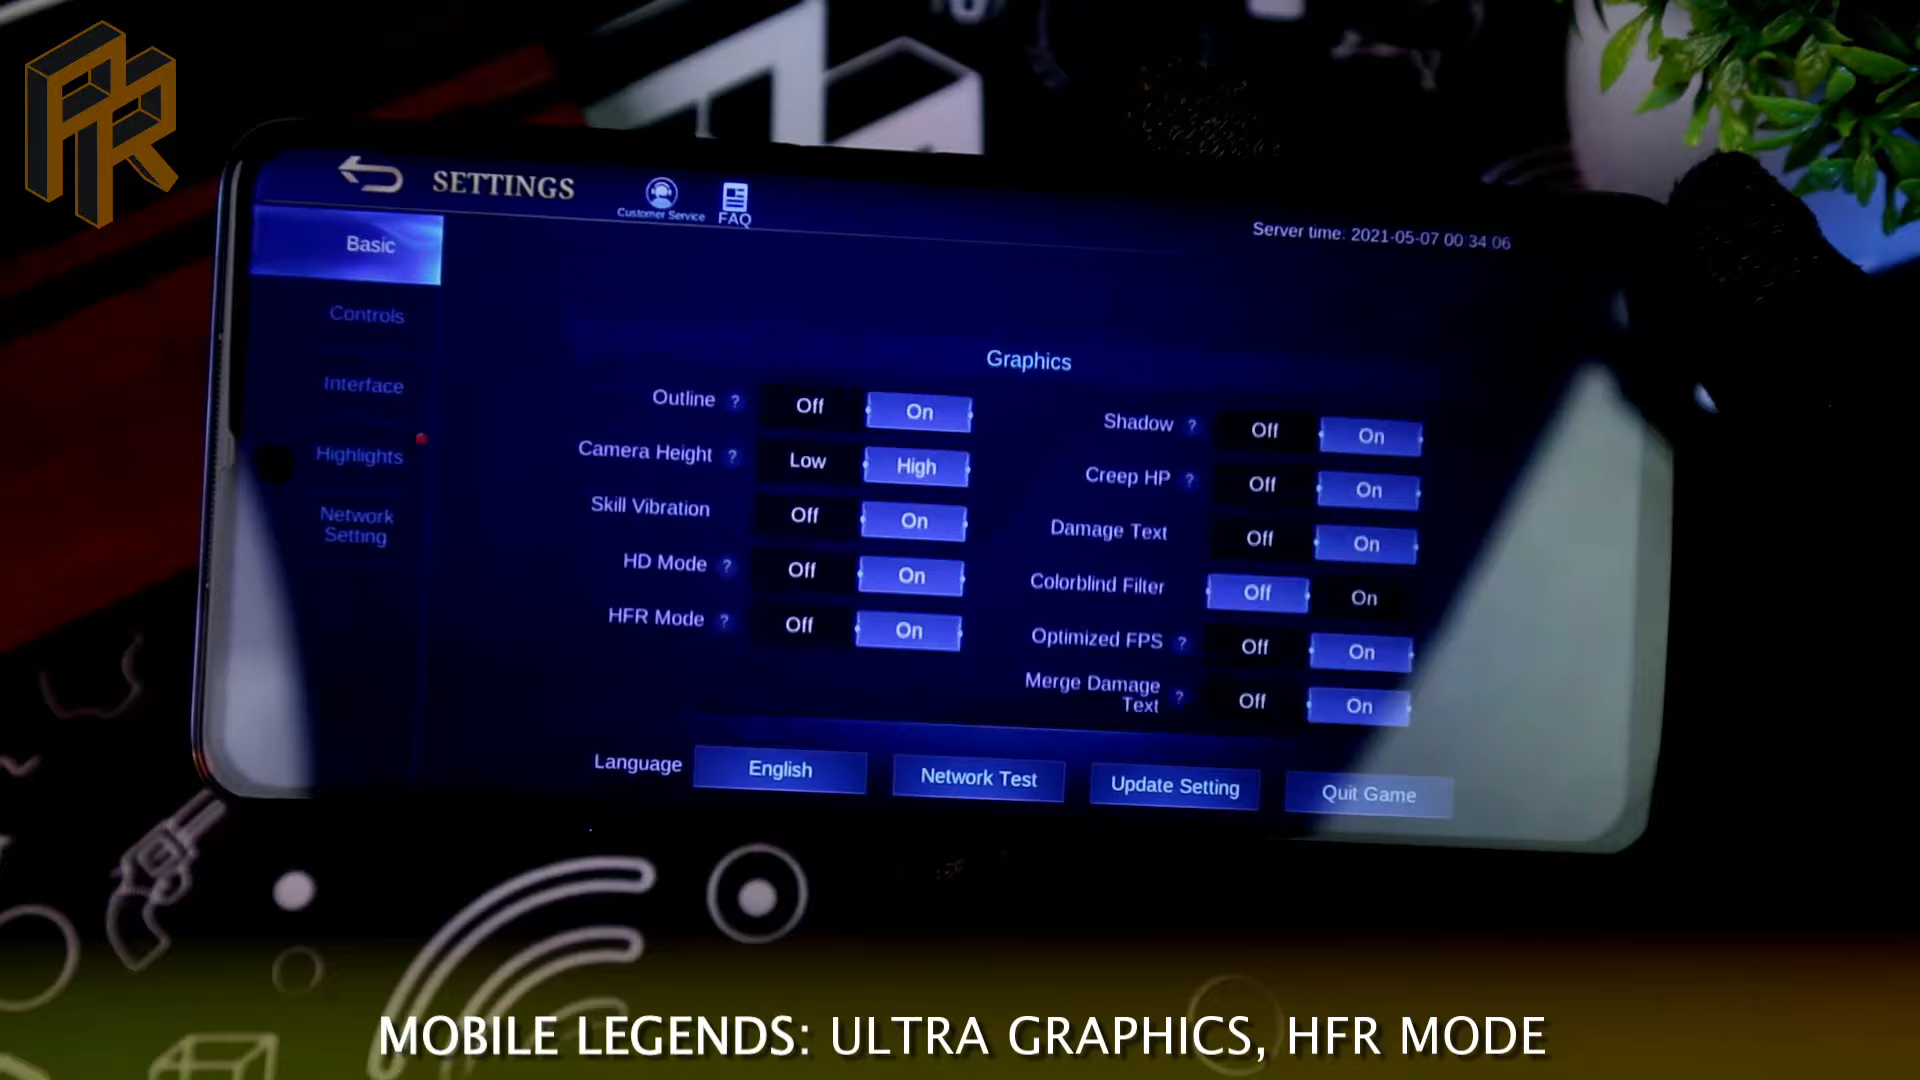 SETTINGS
Customer Service
FAQ
Server time: 2021-05-07 00:34:06
Basic
Controls
Interface
Highlights
Network
Setting
Graphics
Outline ? Off On
Camera Height ? Low High
Skill Vibration Off On
HD Mode ? Off On
HFR Mode ? Off On
Shadow ? Off On
Creep HP ? Off On
Damage Text Off On
Colorblind Filter Off On
Optimized FPS ? Off On
Merge Damage
Text ? Off On
Language English Network Test Update Setting Quit Game
MOBILE LEGENDS: ULTRA GRAPHICS, HFR MODE